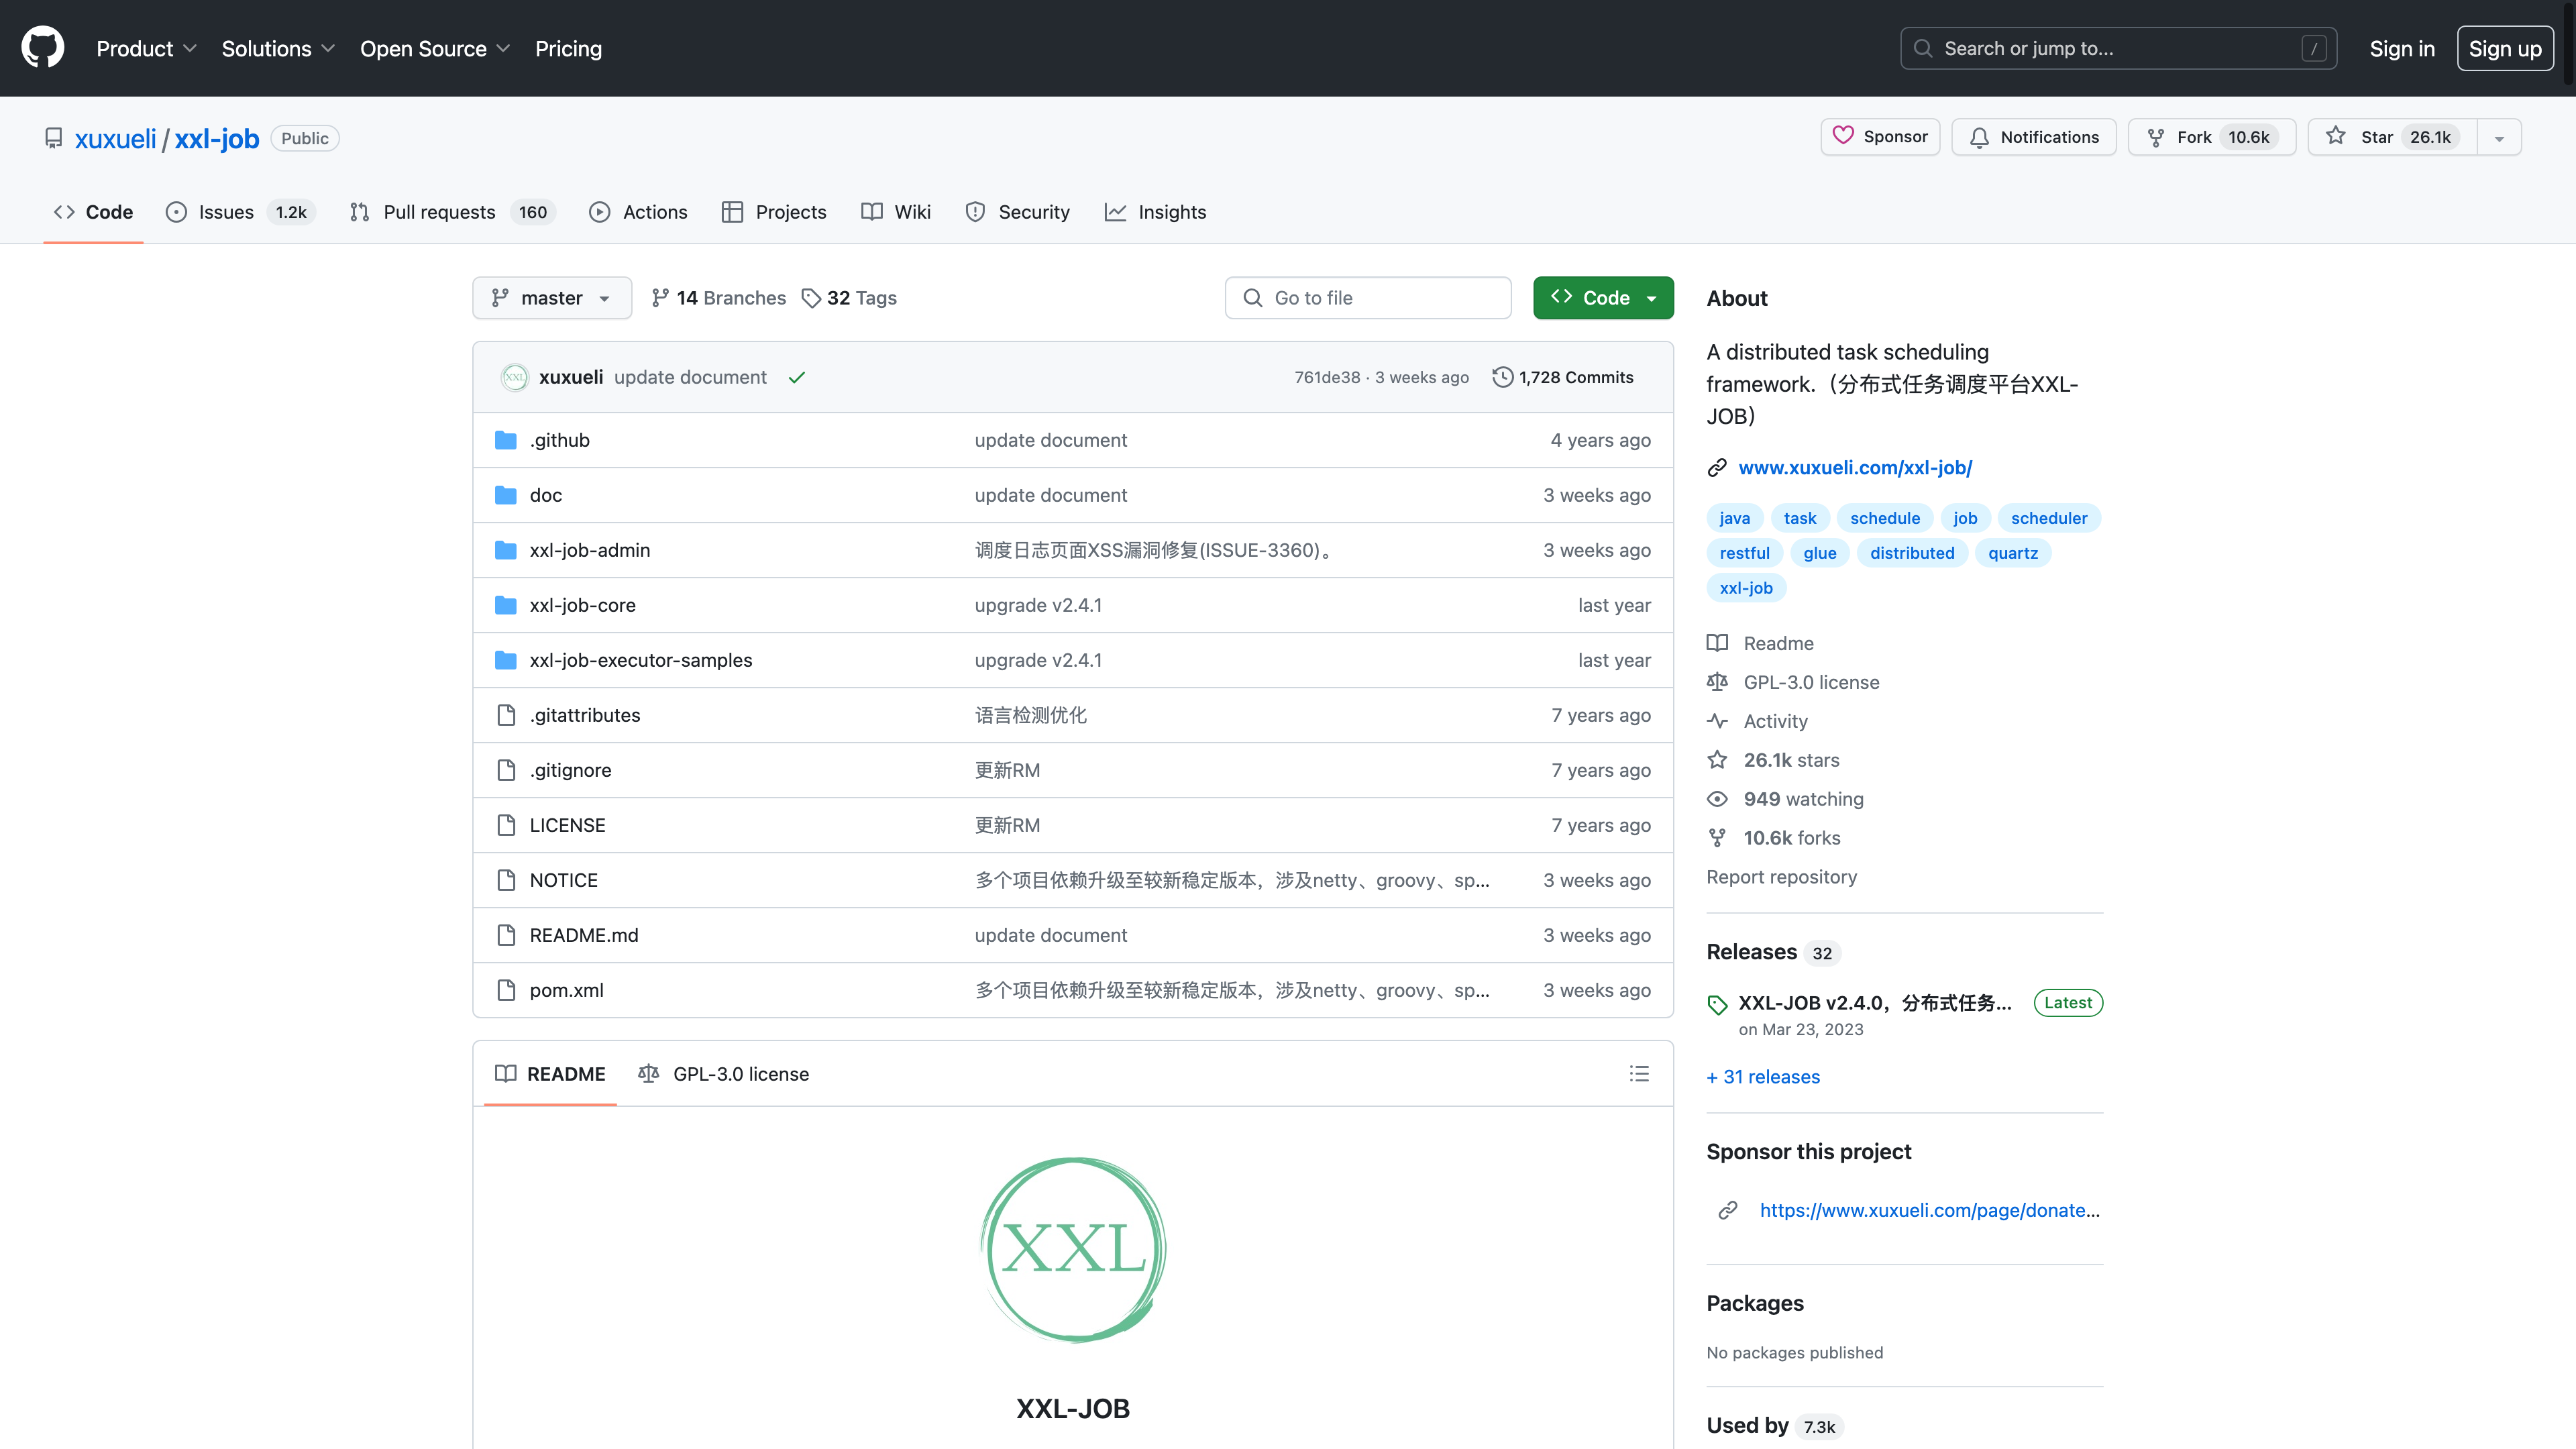 Product Solutions Open Source Pricing Search or jump to... / Sign in Sign up
xuxueli / xxl-job Public Sponsor Notifications Fork 10.6k Star 26.1k
Code Issues 1.2k Pull requests 160 Actions Projects Wiki Security Insights
master 14 Branches 32 Tags Go to file Code
XXL xuxueli update document 761de38 · 3 weeks ago 1,728 Commits
.github update document 4 years ago
doc update document 3 weeks ago
xxl-job-admin 调度日志页面XSS漏洞修复(ISSUE-3360)。 3 weeks ago
xxl-job-core upgrade v2.4.1 last year
xxl-job-executor-samples upgrade v2.4.1 last year
.gitattributes 语言检测优化 7 years ago
.gitignore 更新RM 7 years ago
LICENSE 更新RM 7 years ago
NOTICE 多个项目依赖升级至较新稳定版本，涉及netty、groovy、sp... 3 weeks ago
README.md update document 3 weeks ago
pom.xml 多个项目依赖升级至较新稳定版本，涉及netty、groovy、sp... 3 weeks ago
README GPL-3.0 license
XXL
XXL-JOB
About
A distributed task scheduling
framework.（分布式任务调度平台XXL-
JOB）
www.xuxueli.com/xxl-job/
java task schedule job scheduler
restful glue distributed quartz
xxl-job
Readme
GPL-3.0 license
Activity
26.1k stars
949 watching
10.6k forks
Report repository
Releases 32
XXL-JOB v2.4.0，分布式任务... Latest
on Mar 23, 2023
+ 31 releases
Sponsor this project
https://www.xuxueli.com/page/donate...
Packages
No packages published
Used by 7.3k